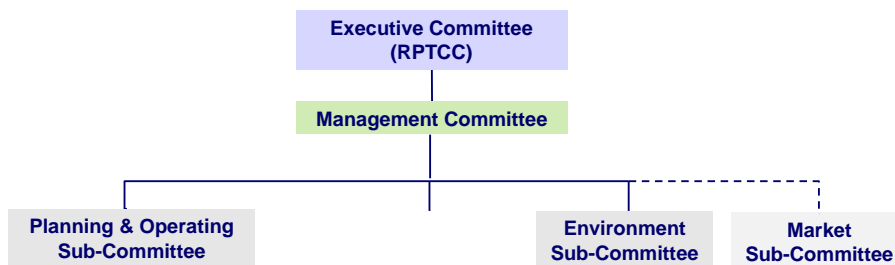 Executive Committee
(RPTCC)
Management Committee
Planning & Operating
Sub-Committee
Environment
Sub-Committee
Market
Sub-Committee